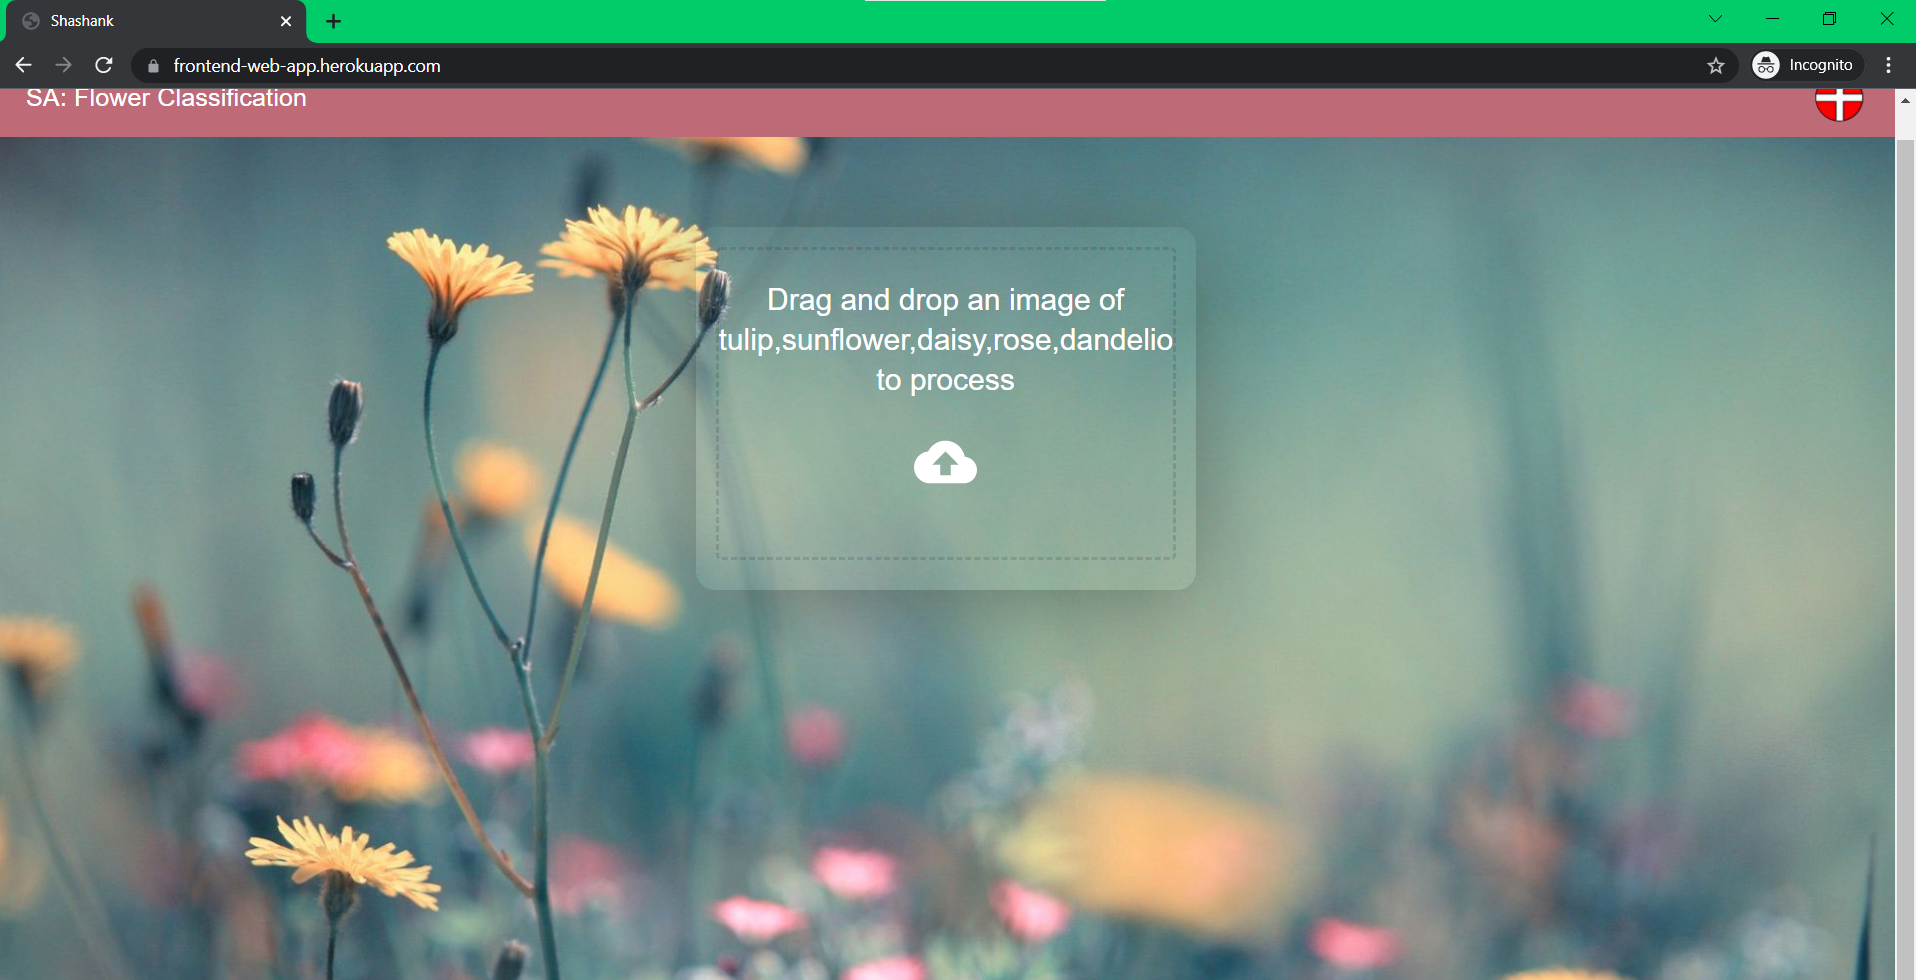 Shashank
frontend-web-app.herokuapp.com
Incognito
SA: Flower Classification
Drag and drop an image of
tulip,sunflower,daisy,rose,dandelio
to process